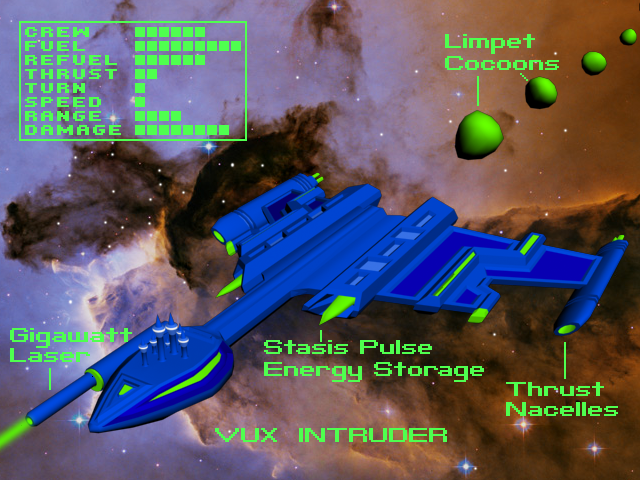 CREW
FUEL
REFUEL
THRUST
TURN
SPEED
RANGE
DAMAGE
Limpet
Cocoons
Gigawatt
Laser
Stasis Pulse
Energy Storage
Thrust
Nacelles
VUX INTRUDER